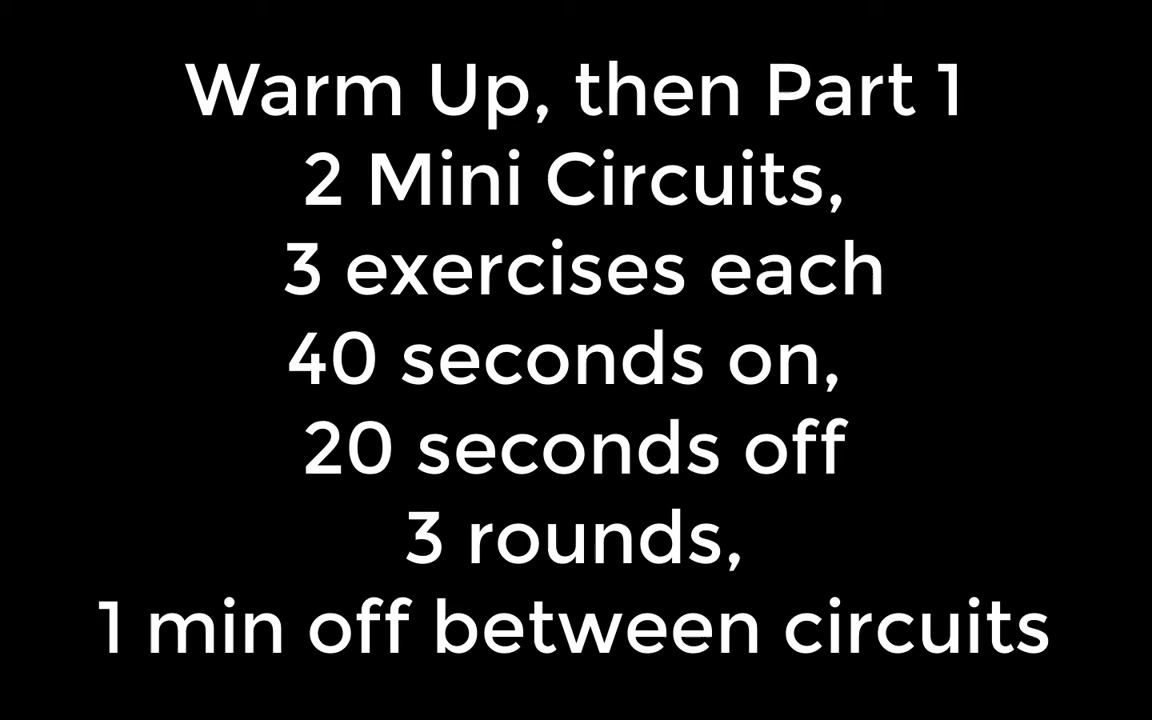 Warm Up, then Part 1
2 Mini Circuits,
3 exercises each
40 seconds on,
20 seconds off
3 rounds,
1 min off between circuits